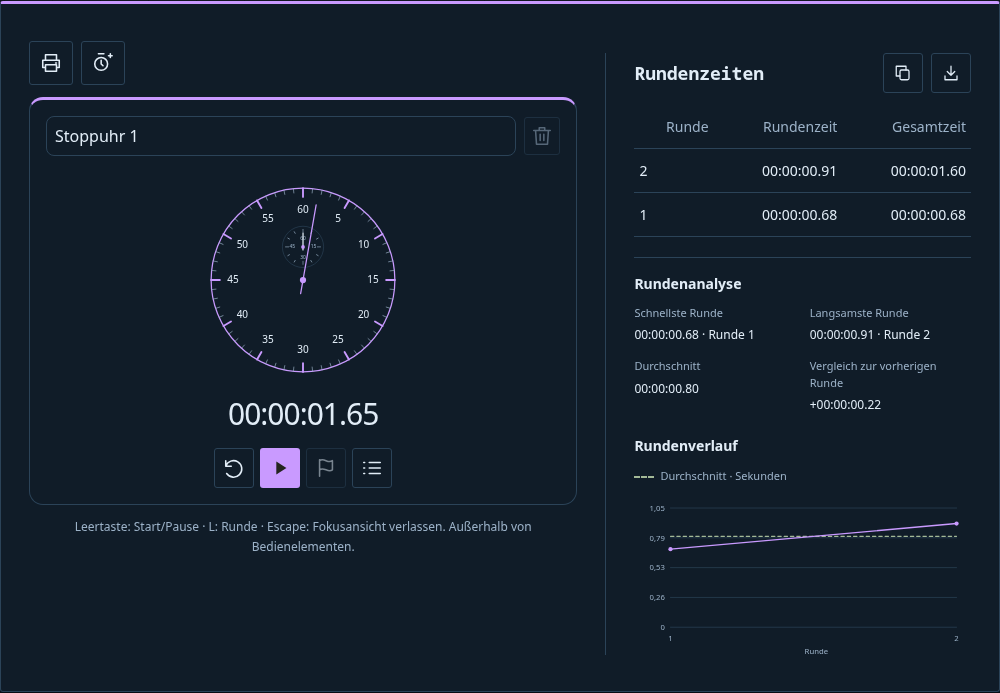 Stoppuhr 1
60
55
5
50
10
45
15
40
20
35
25
30
60
45
15
30
00:00:01.65
Leertaste: Start/Pause · L: Runde · Escape: Fokusansicht verlassen. Außerhalb von
Bedienelementen.
Rundenzeiten
Runde Rundenzeit Gesamtzeit
2 00:00:00.91 00:00:01.60
1 00:00:00.68 00:00:00.68
Rundenanalyse
Schnellste Runde
00:00:00.68 · Runde 1
Langsamste Runde
00:00:00.91 · Runde 2
Durchschnitt
00:00:00.80
Vergleich zur vorherigen
Runde
+00:00:00.22
Rundenverlauf
Durchschnitt · Sekunden
1,05
0,79
0,53
0,26
0
1 2
Runde